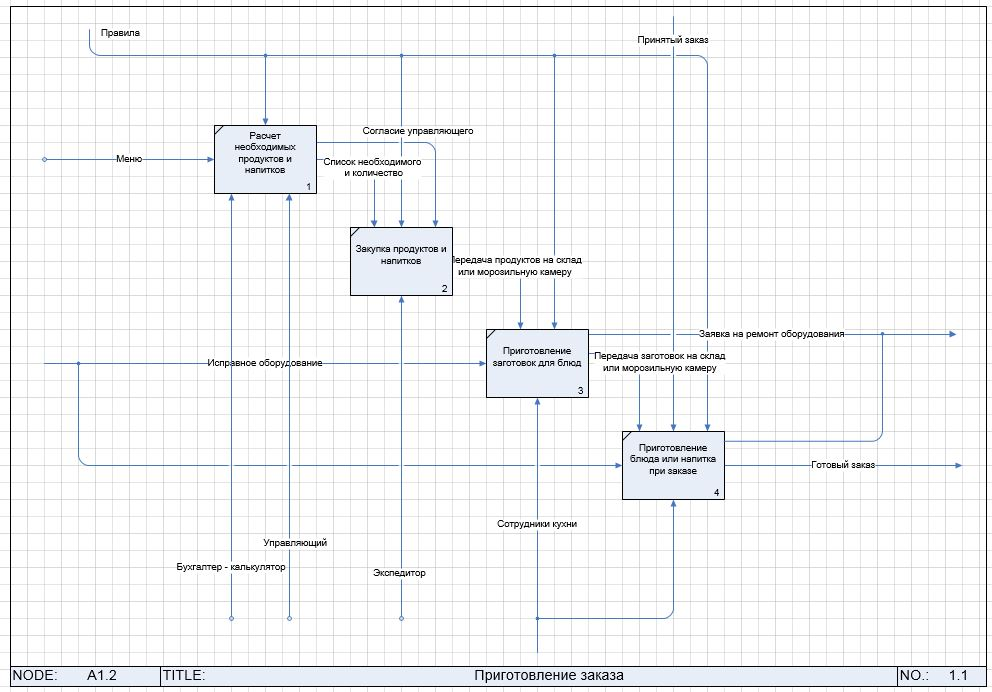 Правила
Принятый заказ
Расчет
необходимых
продуктов и
напитков
1
Меню
Согласие управляющего
Список необходимого
и количество
Закупка продуктов и
напитков
2
Передача продуктов на склад
или морозильную камеру
Приготовление
заготовок для блюд
3
Заявка на ремонт оборудования
Исправное оборудование
Передача заготовок на склад
или морозильную камеру
Приготовление
блюда или напитка
при заказе
4
Готовый заказ
Сотрудники кухни
Управляющий
Бухгалтер - калькулятор
Экспедитор
NODE: A1.2 TITLE: Приготовление заказа NO.: 1.1